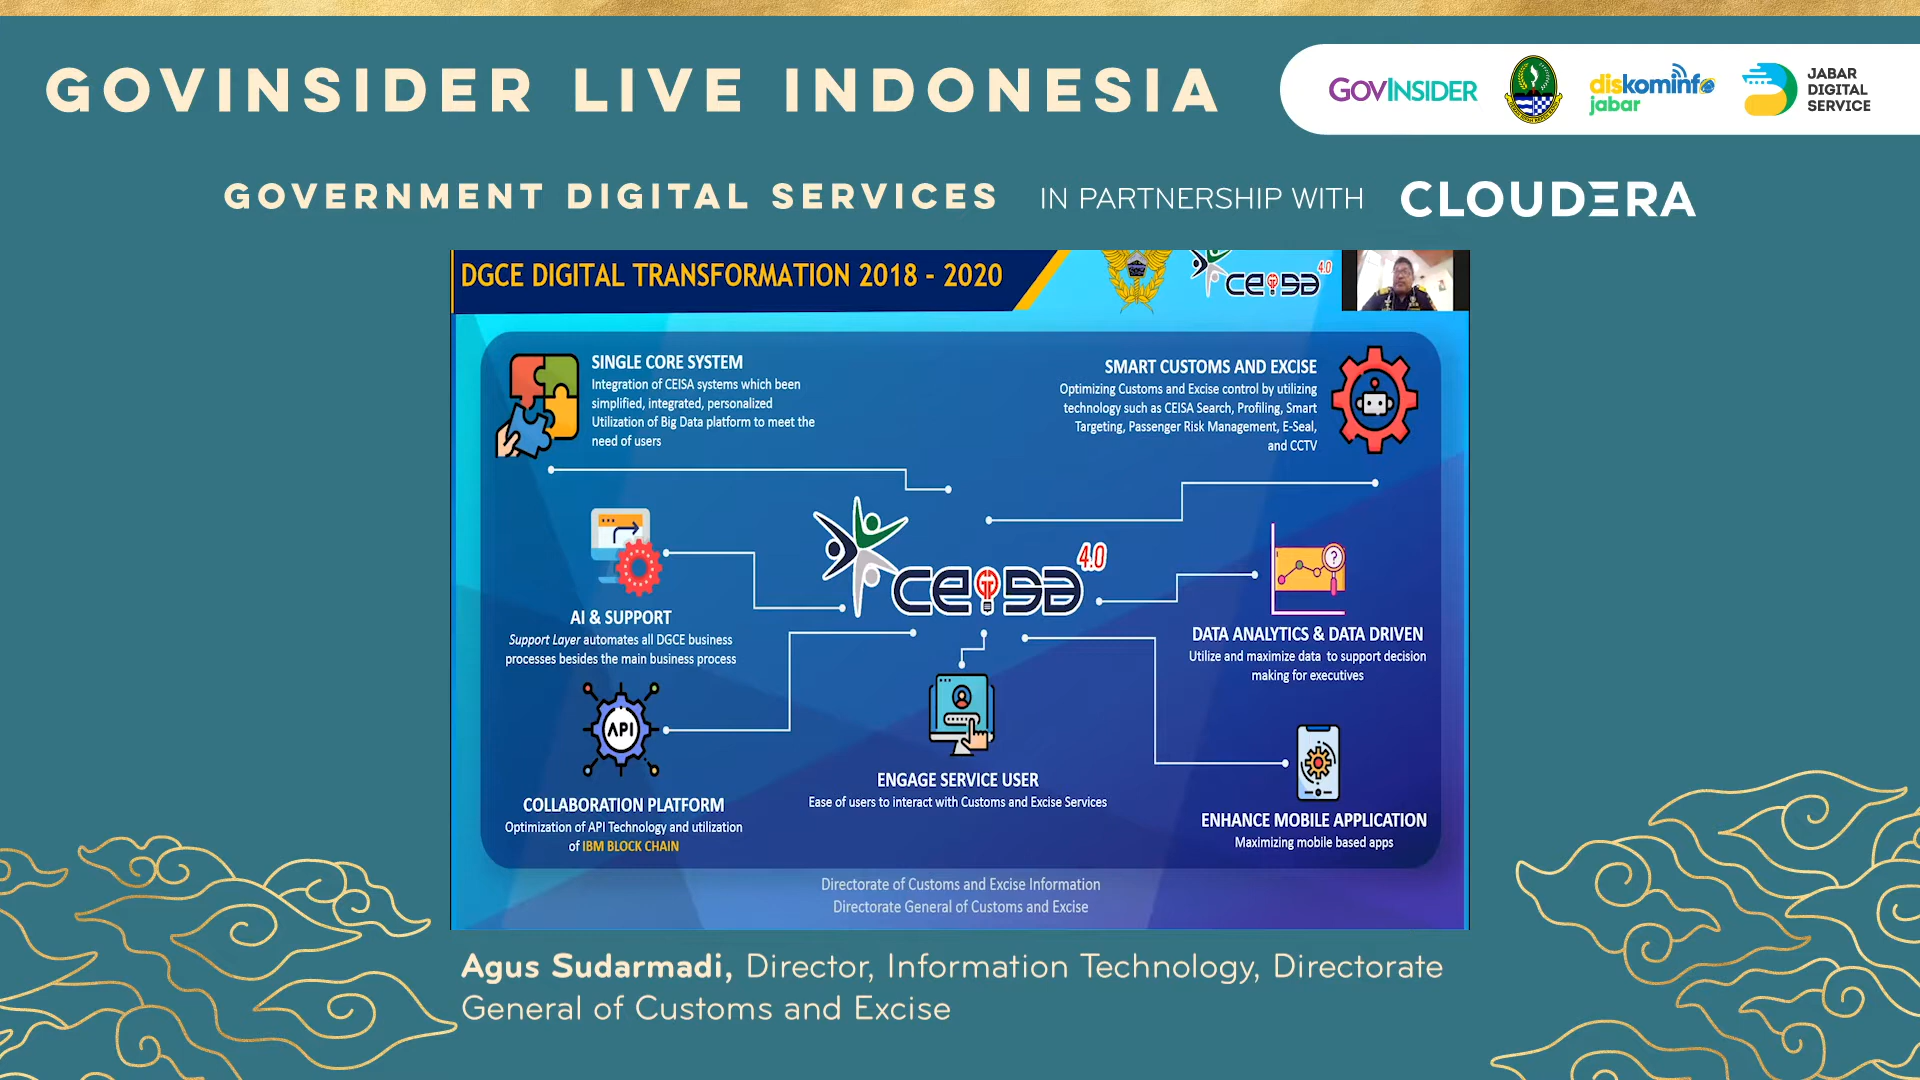 GOVINSIDER LIVE INDONESIA
GOVINSIDER
diskominfo
jabar
JABAR
DIGITAL
SERVICE
GOVERNMENT DIGITAL SERVICES IN PARTNERSHIP WITH CLOUDERA
DGCE DIGITAL TRANSFORMATION 2018 - 2020
CEISA 4.0
SINGLE CORE SYSTEM
Integration of CEISA systems which been
simplified, integrated, personalized
Utilization of Big Data platform to meet the
need of users
SMART CUSTOMS AND EXCISE
Optimizing Customs and Excise control by utilizing
technology such as CEISA Search, Profiling, Smart
Targeting, Passenger Risk Management, E-Seal,
and CCTV
CEISA 4.0
AI & SUPPORT
Support Layer automates all DGCE business
processes besides the main business process
?
DATA ANALYTICS & DATA DRIVEN
Utilize and maximize data to support decision
making for executives
API
COLLABORATION PLATFORM
Optimization of API Technology and utilization
of IBM BLOCK CHAIN
ENGAGE SERVICE USER
Ease of users to interact with Customs and Excise Services
ENHANCE MOBILE APPLICATION
Maximizing mobile based apps
Directorate of Customs and Excise Information
Directorate General of Customs and Excise
Agus Sudarmadi, Director, Information Technology, Directorate
General of Customs and Excise